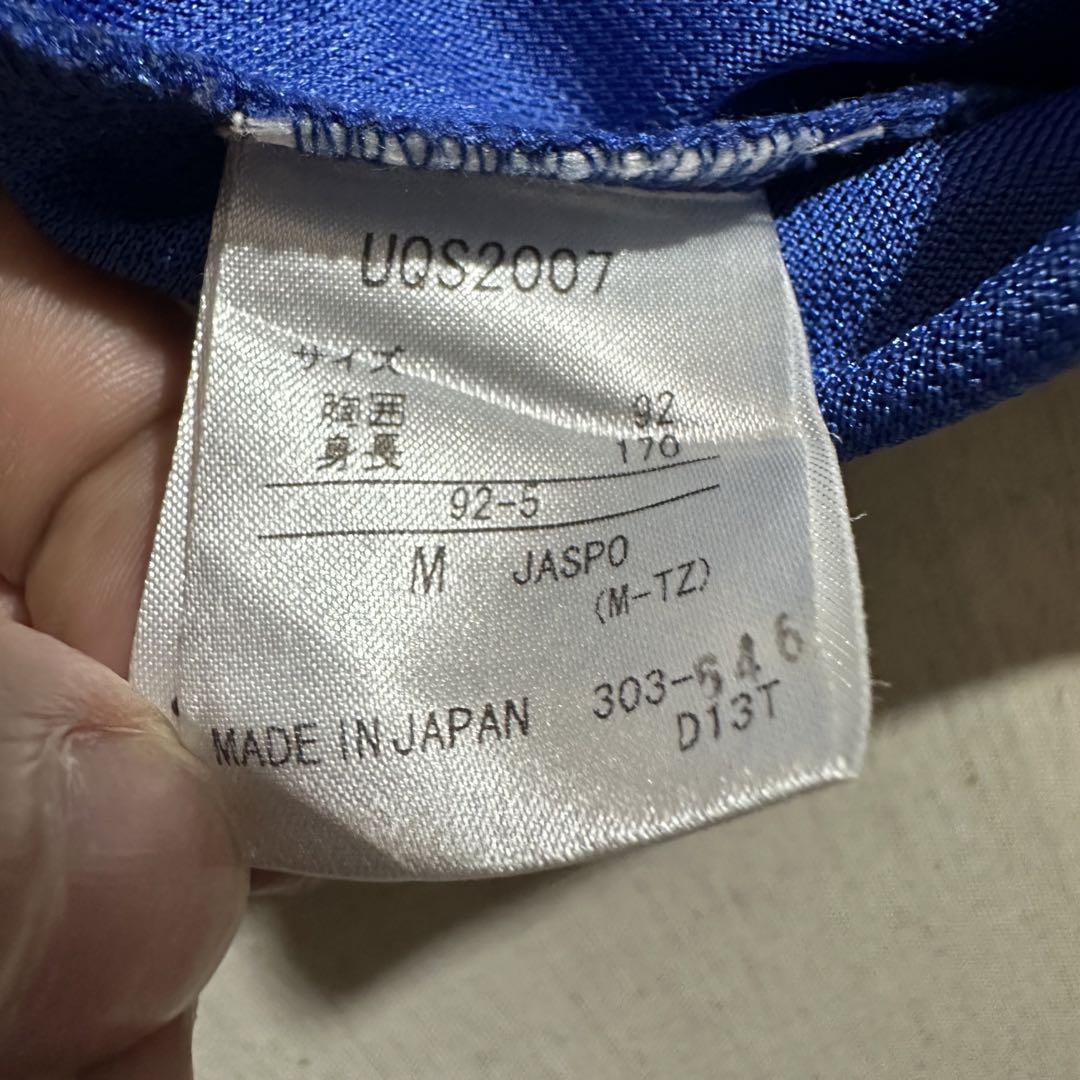 UQS2007
サイズ
胸囲 92
身長 170
92-5
M JASPO
(M-TZ)
303-646
D13T
MADE IN JAPAN